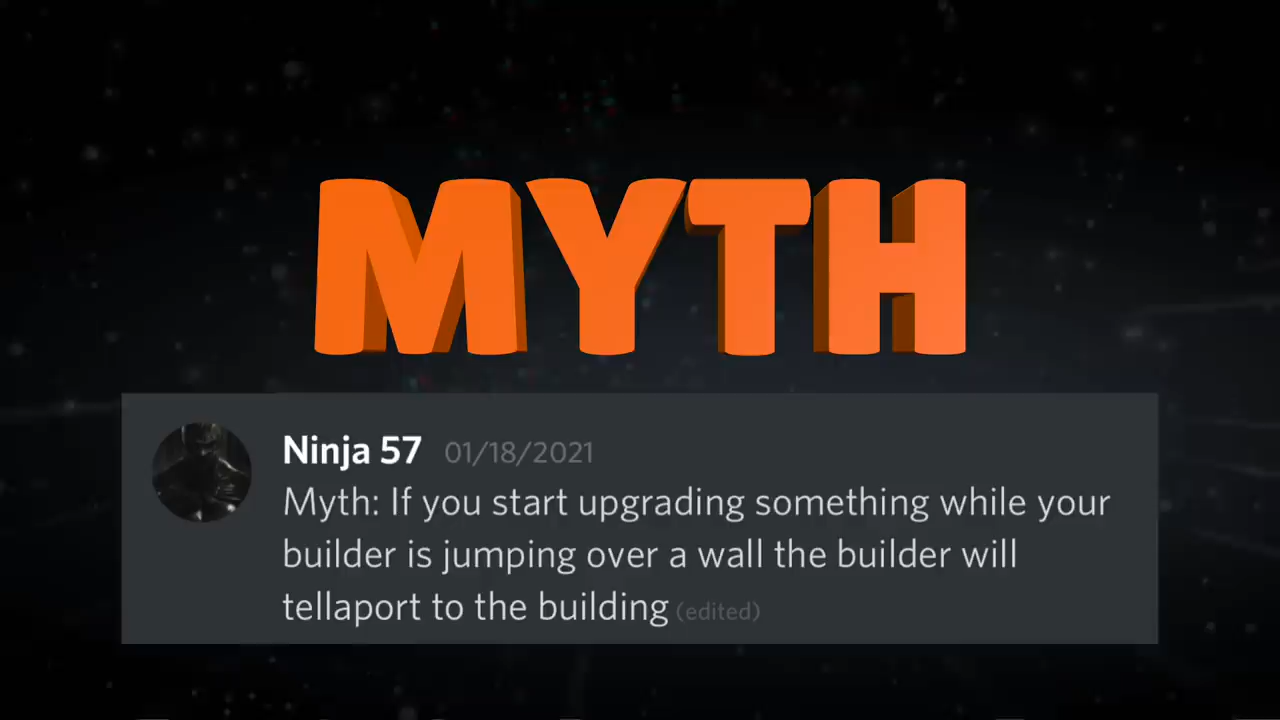 MYTH
Ninja 57 01/18/2021
Myth: If you start upgrading something while your
builder is jumping over a wall the builder will
tellaport to the building (edited)